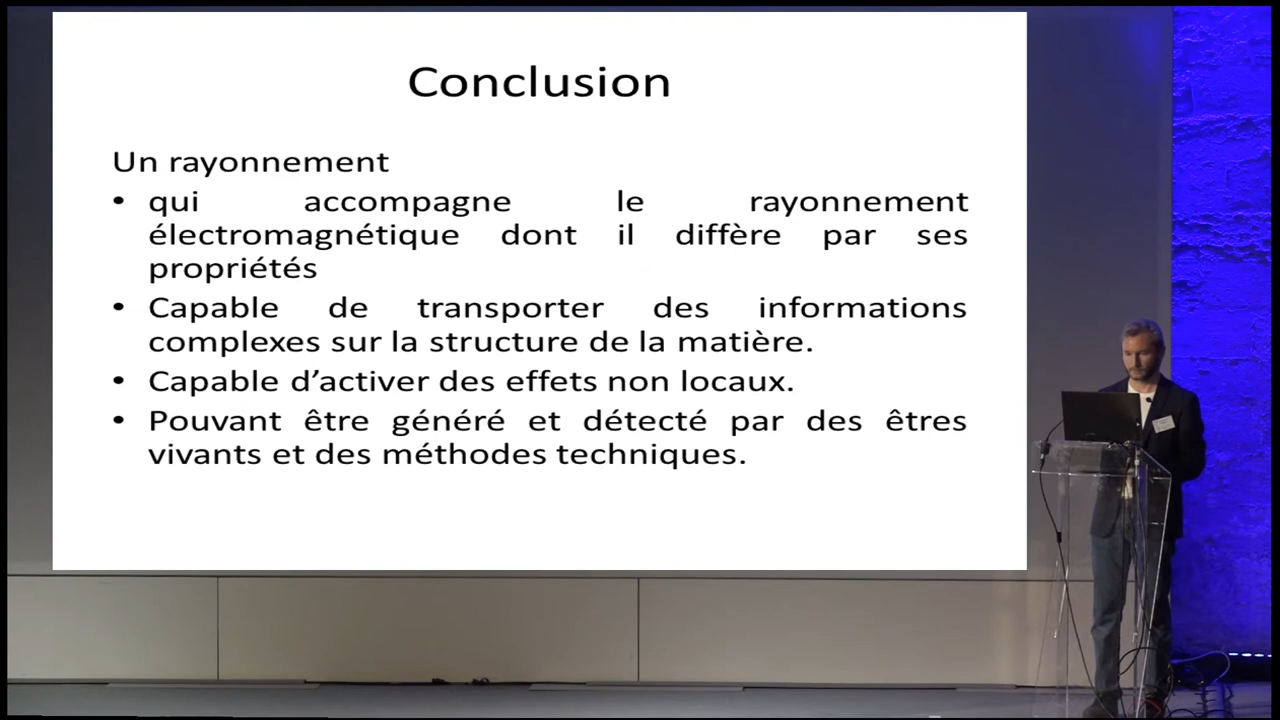 Conclusion
Un rayonnement
• qui accompagne le rayonnement
électromagnétique dont il diffère par ses
propriétés
• Capable de transporter des informations
complexes sur la structure de la matière.
• Capable d’activer des effets non locaux.
• Pouvant être généré et détecté par des êtres
vivants et des méthodes techniques.